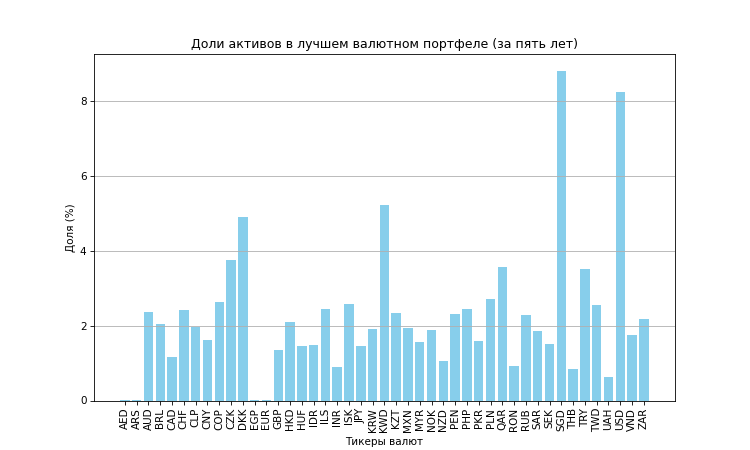 Доли активов в лучшем валютном портфеле (за пять лет)
Доля (%)
8
6
4
2
0
AED ARS AUD BRL CAD CHF CLP CNY COP CZK DKK EGP EUR GBP HKD HUF IDR ILS INR ISK JPY KRW KWD KZT MXN MYR NOK NZD PEN PHP PKR PLN QAR RON RUB SAR SEK SGD THB TRY TWD UAH USD VND ZAR
Тикеры валют